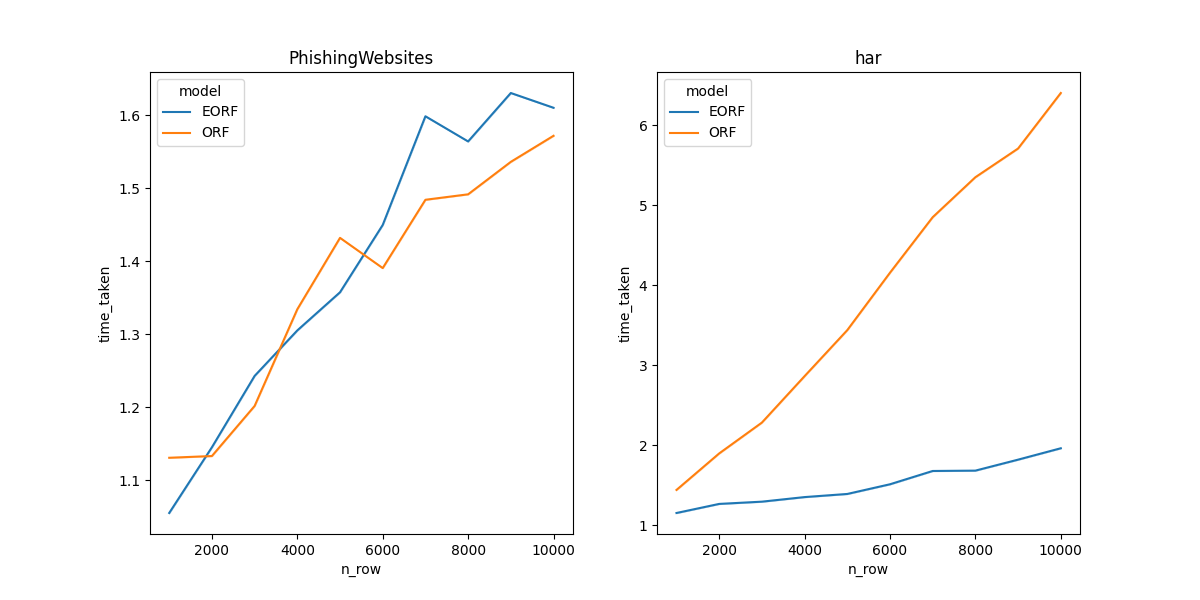 PhishingWebsites
model
EORF
ORF
1.6
1.5
1.4
1.3
1.2
1.1
time_taken
2000 4000 6000 8000 10000
n_row
har
model
EORF
ORF
6
5
4
3
2
1
time_taken
2000 4000 6000 8000 10000
n_row